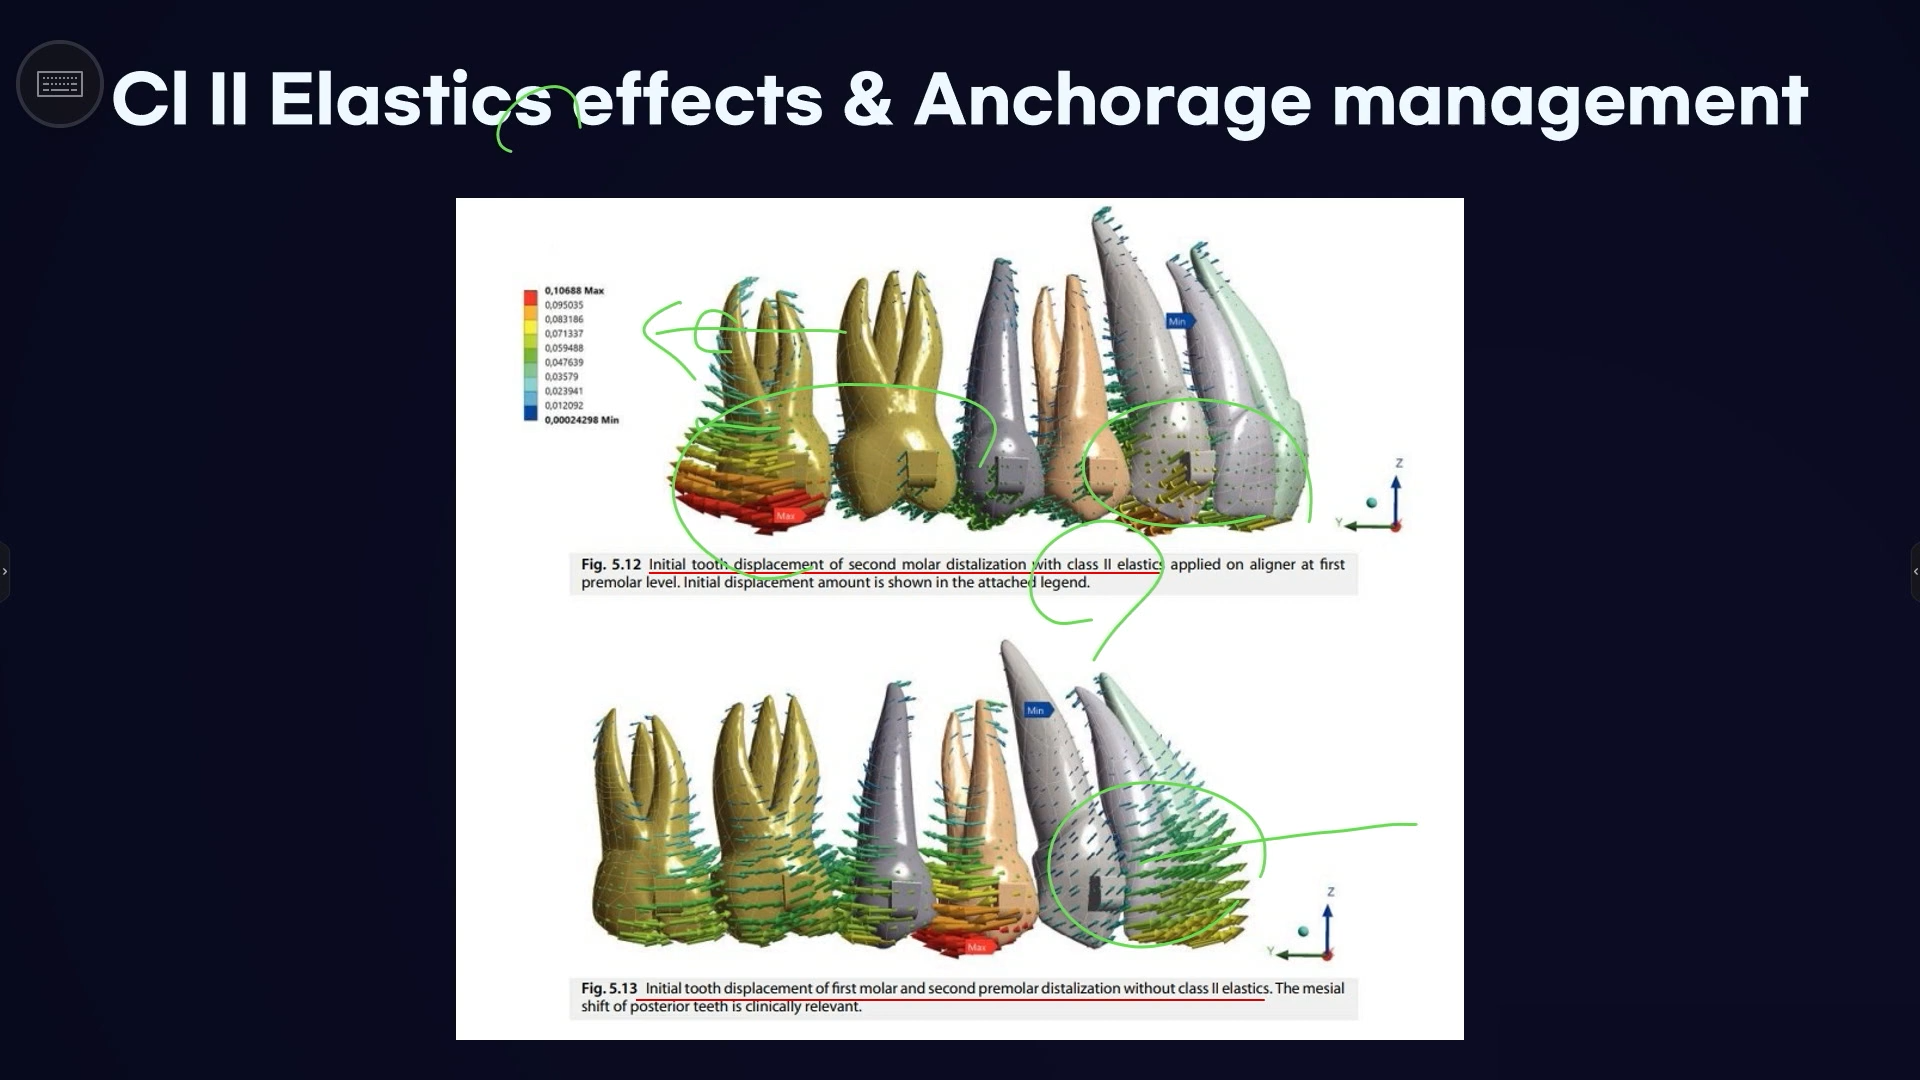 Cl II Elastics effects & Anchorage management
0,10688 Max
0,095035
0,083186
0,071337
0,059488
0,047639
0,03579
0,023941
0,012092
0,00024298 Min
Min
Max
Z
Y
Fig. 5.12 Initial tooth displacement of second molar distalization with class II elastics applied on aligner at first
premolar level. Initial displacement amount is shown in the attached legend.
Min
Max
Z
Y
Fig. 5.13 Initial tooth displacement of first molar and second premolar distalization without class II elastics. The mesial
shift of posterior teeth is clinically relevant.